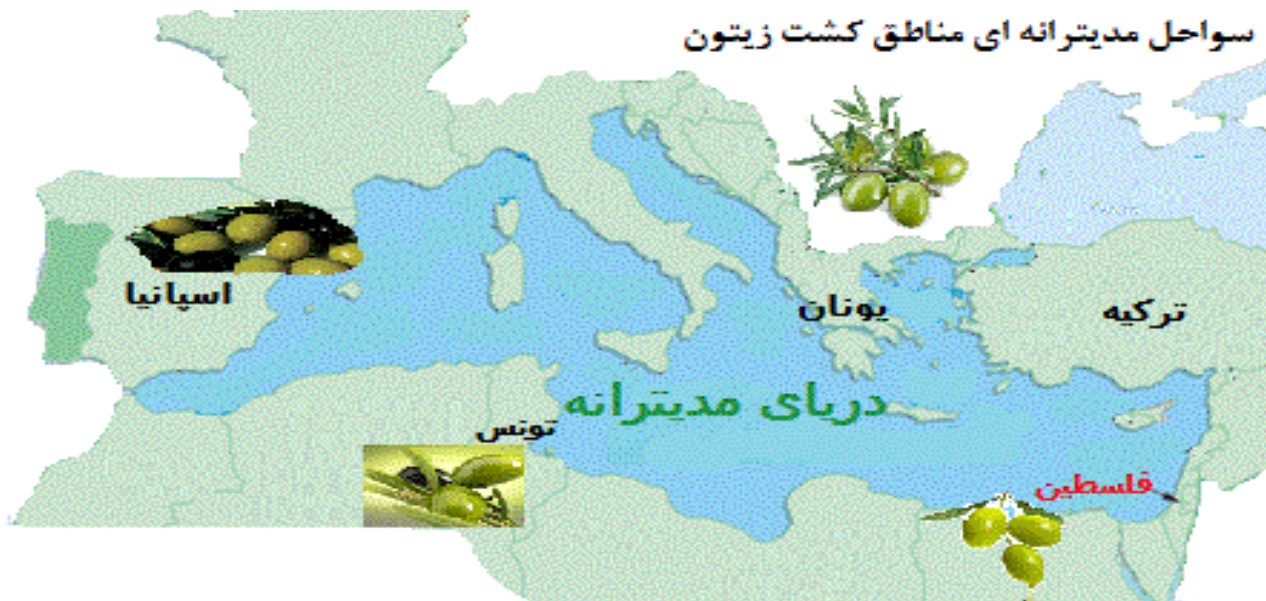 سواحل مدیترانه ای مناطق کشت زیتون
اسپانیا
یونان
ترکیه
دریای مدیترانه
تونس
فلسطین